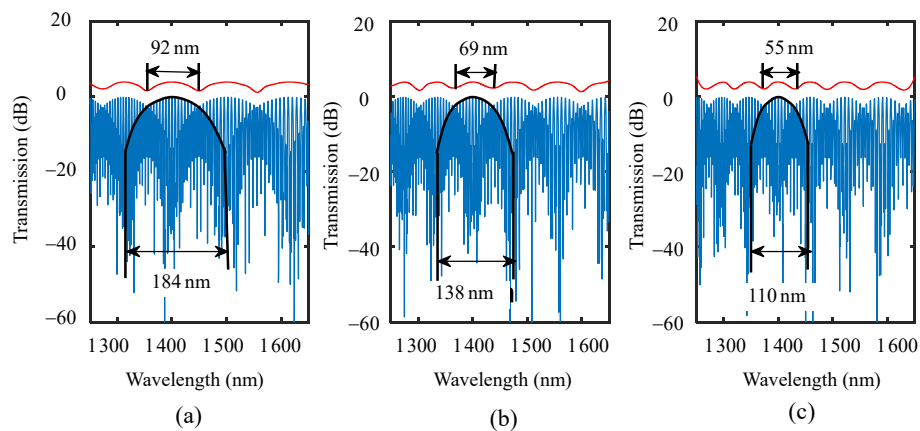 20
92 nm
0
−20
−40
−60
184 nm
1300 1400 1500 1600
Transmission (dB)
Wavelength (nm)
(a)
20
69 nm
0
−20
−40
−60
138 nm
1300 1400 1500 1600
Transmission (dB)
Wavelength (nm)
(b)
20
55 nm
0
−20
−40
−60
110 nm
1300 1400 1500 1600
Transmission (dB)
Wavelength (nm)
(c)